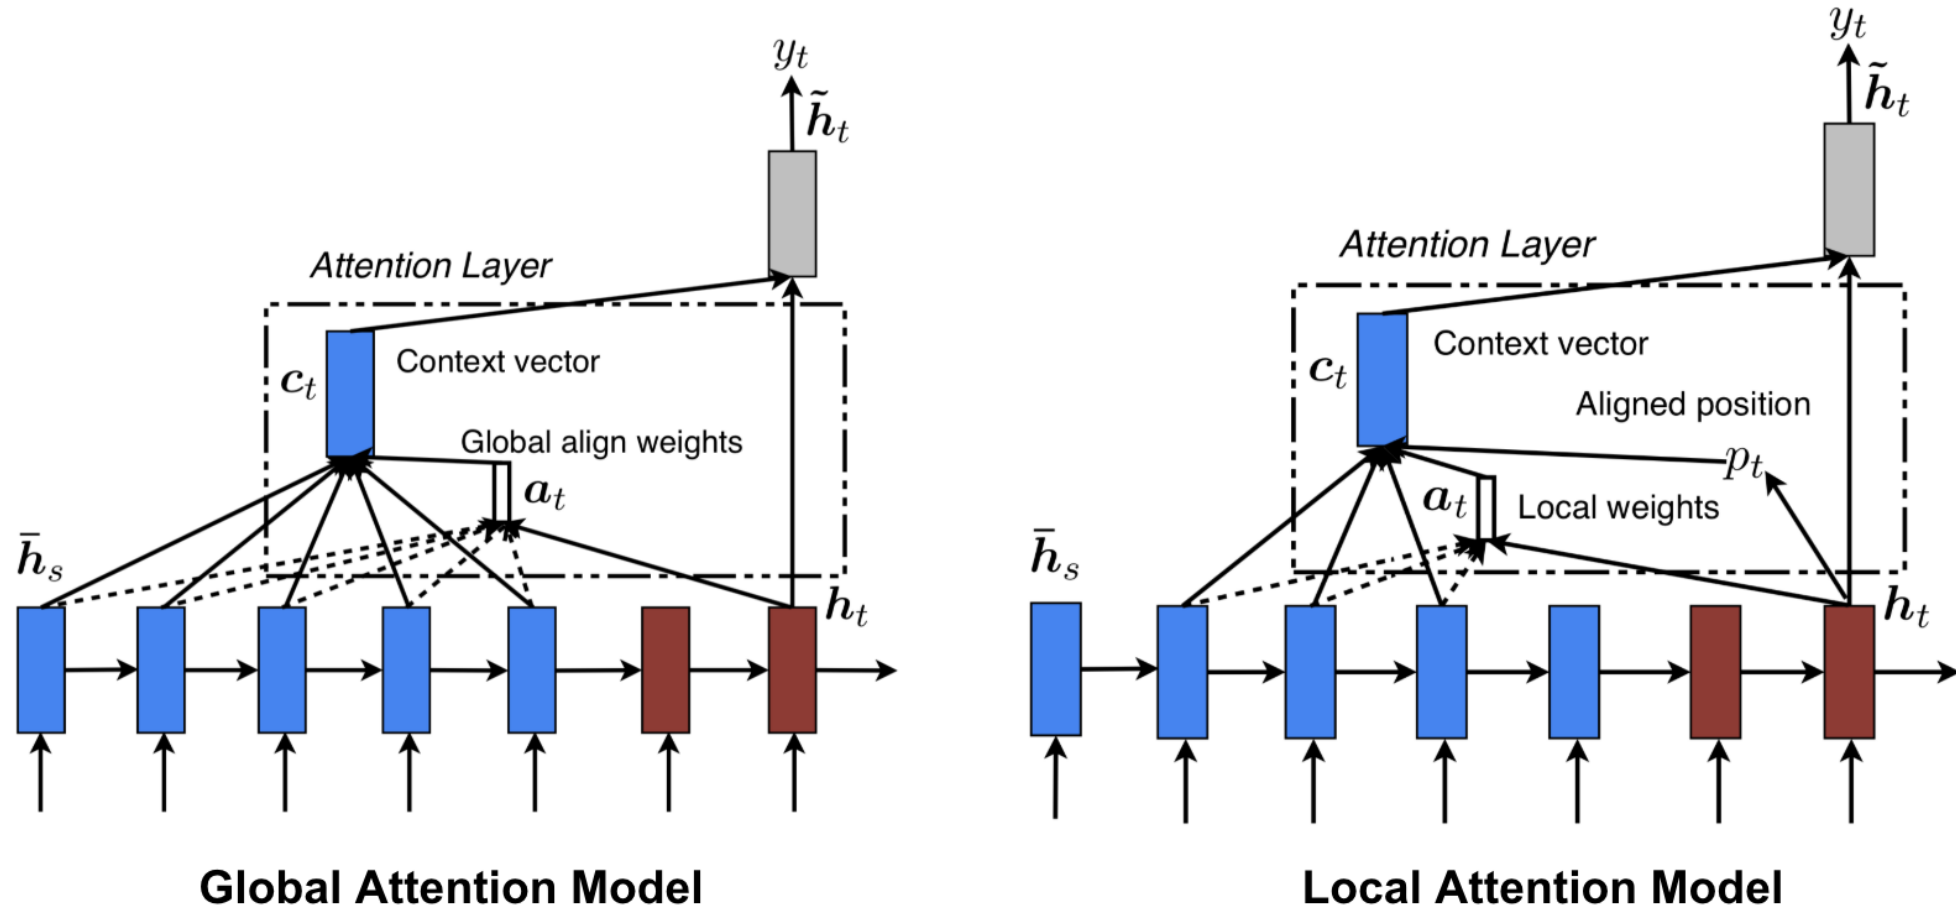 y_t
h̃_t
Attention Layer
c_t
Context vector
Global align weights
a_t
h̄_s
h_t
Global Attention Model
y_t
h̃_t
Attention Layer
c_t
Context vector
Aligned position
p_t
a_t
Local weights
h̄_s
h_t
Local Attention Model